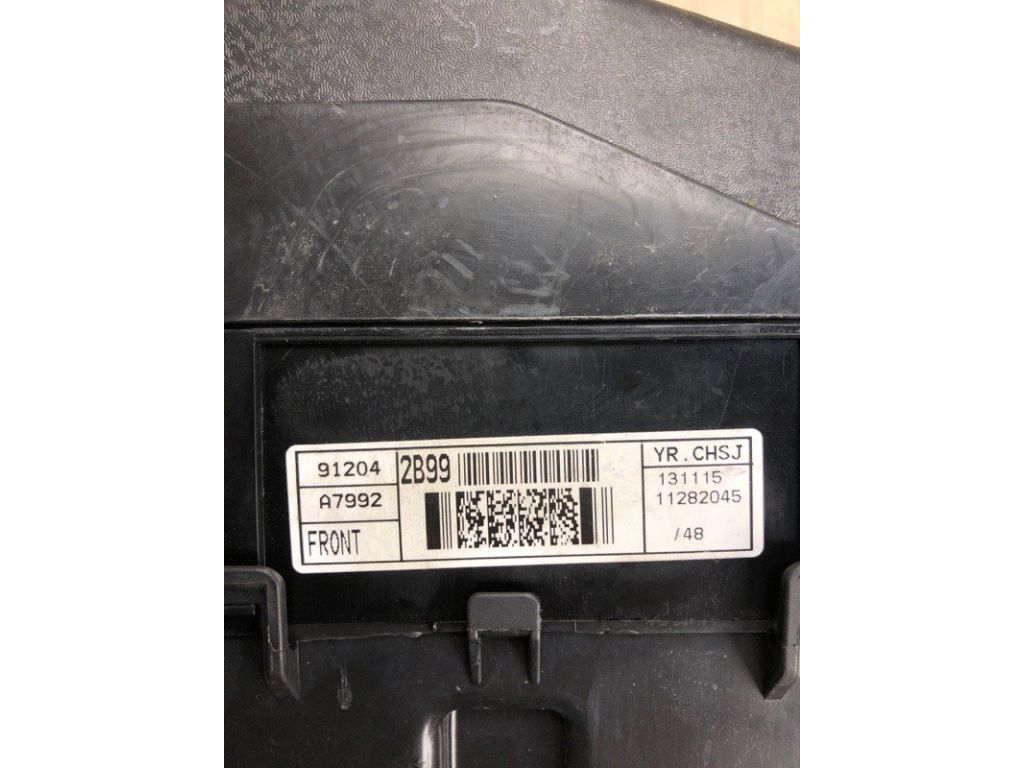 91204
A7992
FRONT
2B99
YR.CHSJ
131115
11282045
/48